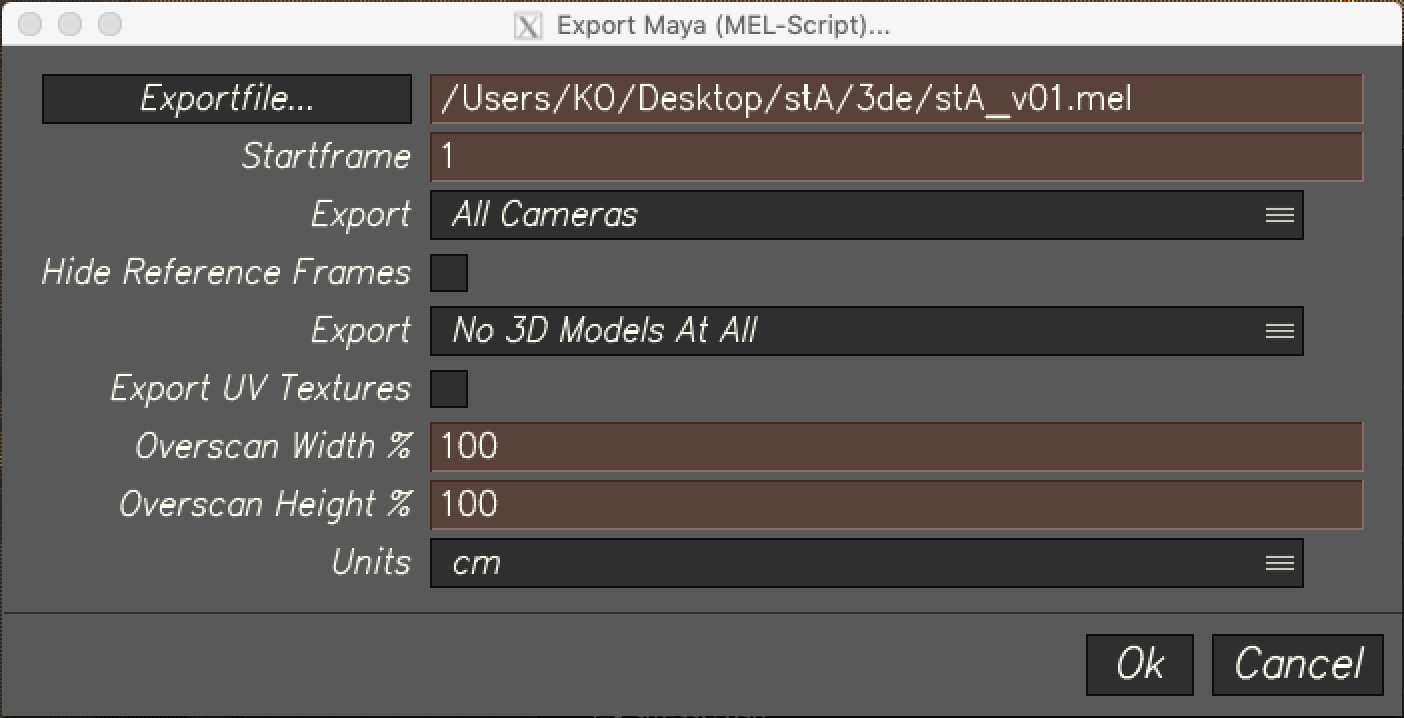 Export Maya (MEL-Script)...
Exportfile... /Users/KO/Desktop/stA/3de/stA_v01.mel
Startframe 1
Export All Cameras
Hide Reference Frames
Export No 3D Models At All
Export UV Textures
Overscan Width % 100
Overscan Height % 100
Units cm
Ok Cancel